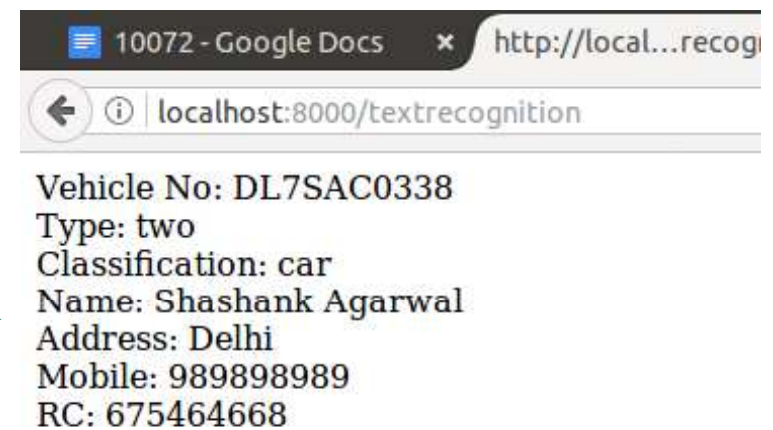 10072 - Google Docs × http://local...recogn
localhost:8000/textrecognition
Vehicle No: DL7SAC0338
Type: two
Classification: car
Name: Shashank Agarwal
Address: Delhi
Mobile: 989898989
RC: 675464668